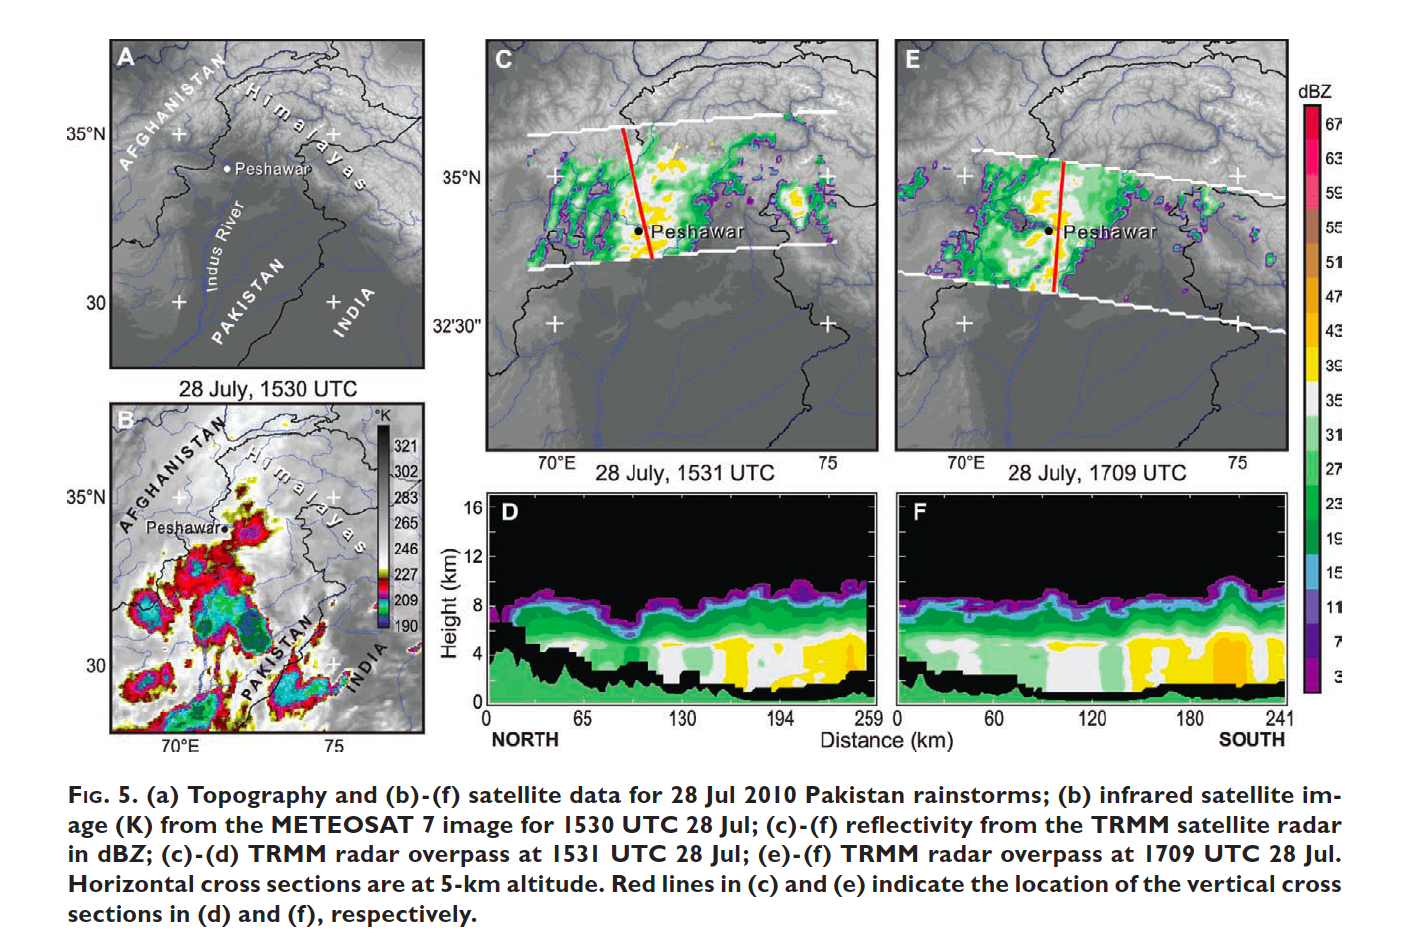 A
AFGHANISTAN
Himalayas
35°N
Peshawar
Indus River
PAKISTAN
INDIA
30
28 July, 1530 UTC
B
°K
AFGHANISTAN
Himalayas
321
302
283
265
246
227
209
190
35°N
Peshawar
PAKISTAN
INDIA
30
70°E
75
C
35°N
Peshawar
32'30"
70°E
75
28 July, 1531 UTC
E
Peshawar
70°E
75
28 July, 1709 UTC
dBZ
67
63
59
55
51
47
43
39
35
31
27
23
19
15
11
7
3
D
Height (km)
16
12
8
4
0
0
65
130
194
259
NORTH
F
0
60
120
180
241
Distance (km)
SOUTH
FIG. 5. (a) Topography and (b)-(f) satellite data for 28 Jul 2010 Pakistan rainstorms; (b) infrared satellite im-
age (K) from the METEOSAT 7 image for 1530 UTC 28 Jul; (c)-(f) reflectivity from the TRMM satellite radar
in dBZ; (c)-(d) TRMM radar overpass at 1531 UTC 28 Jul; (e)-(f) TRMM radar overpass at 1709 UTC 28 Jul.
Horizontal cross sections are at 5-km altitude. Red lines in (c) and (e) indicate the location of the vertical cross
sections in (d) and (f), respectively.